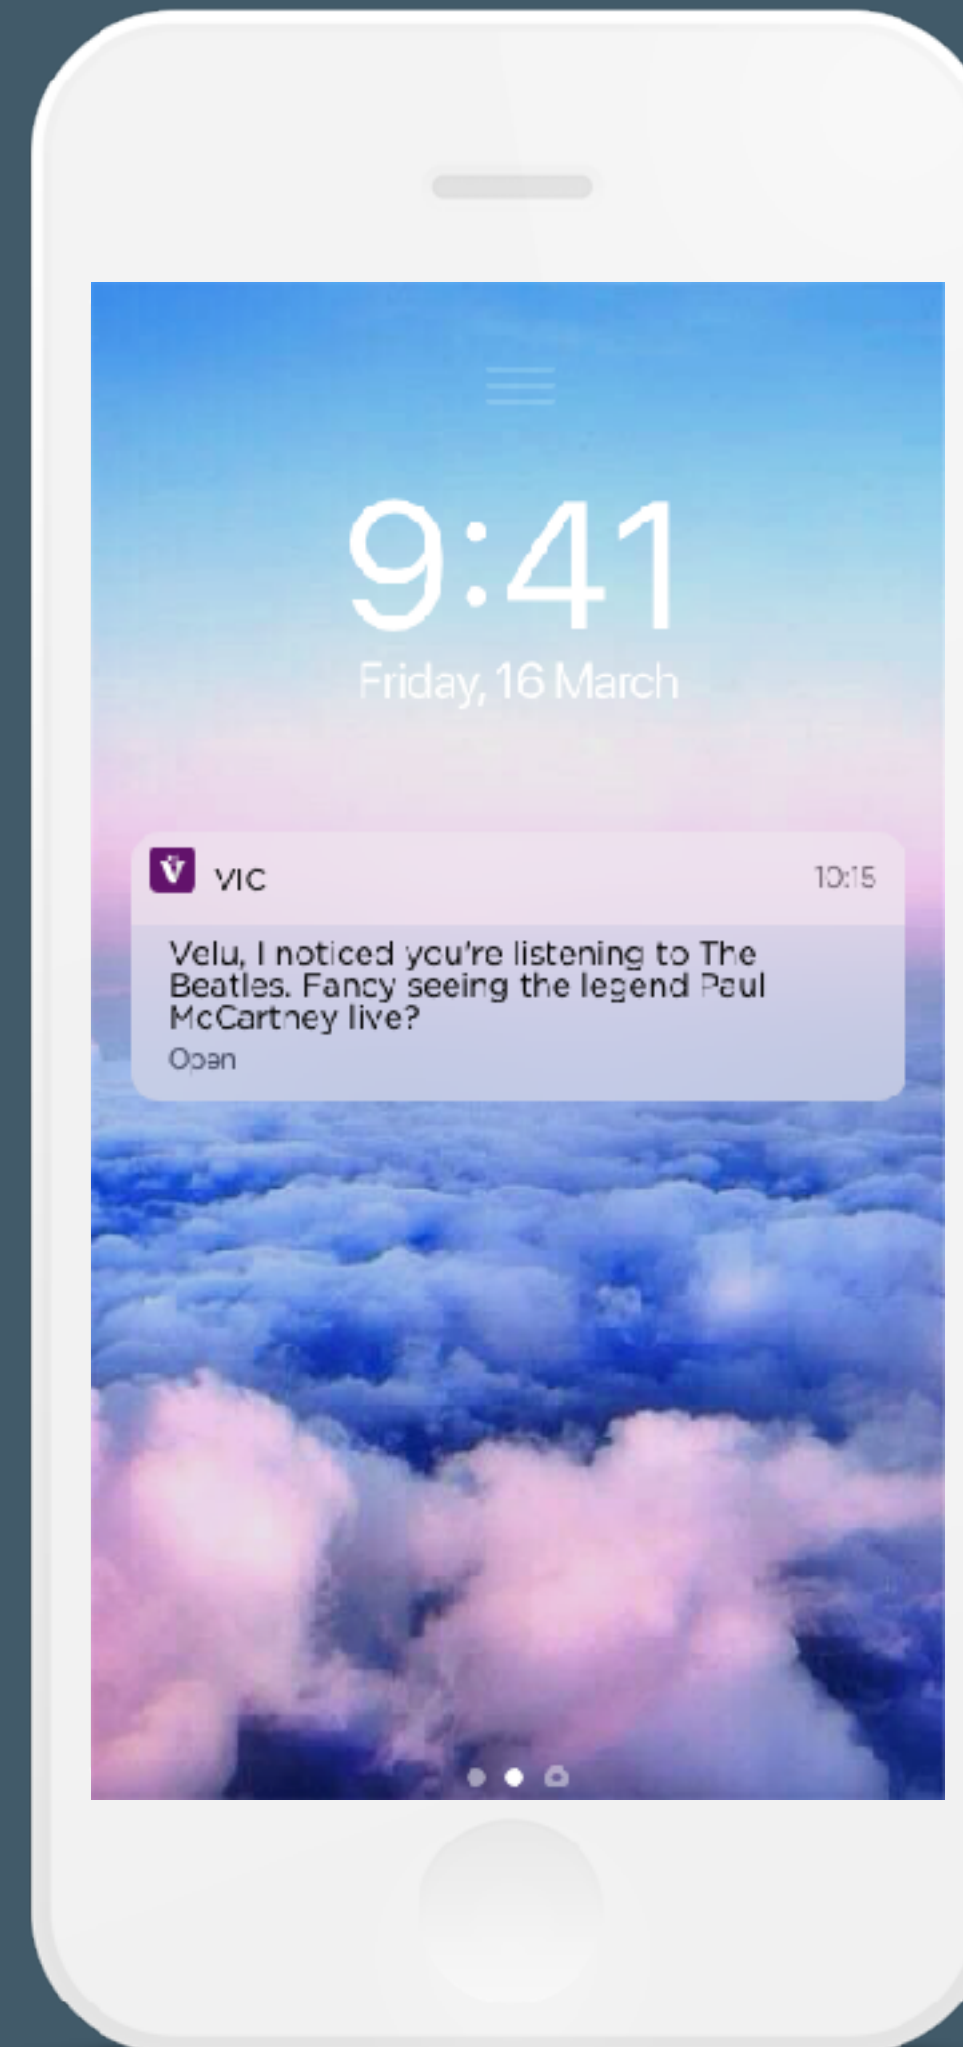 9:41
Friday, 16 March
VIC 10:15
Velu, I noticed you're listening to The
Beatles. Fancy seeing the legend Paul
McCartney live?
Open